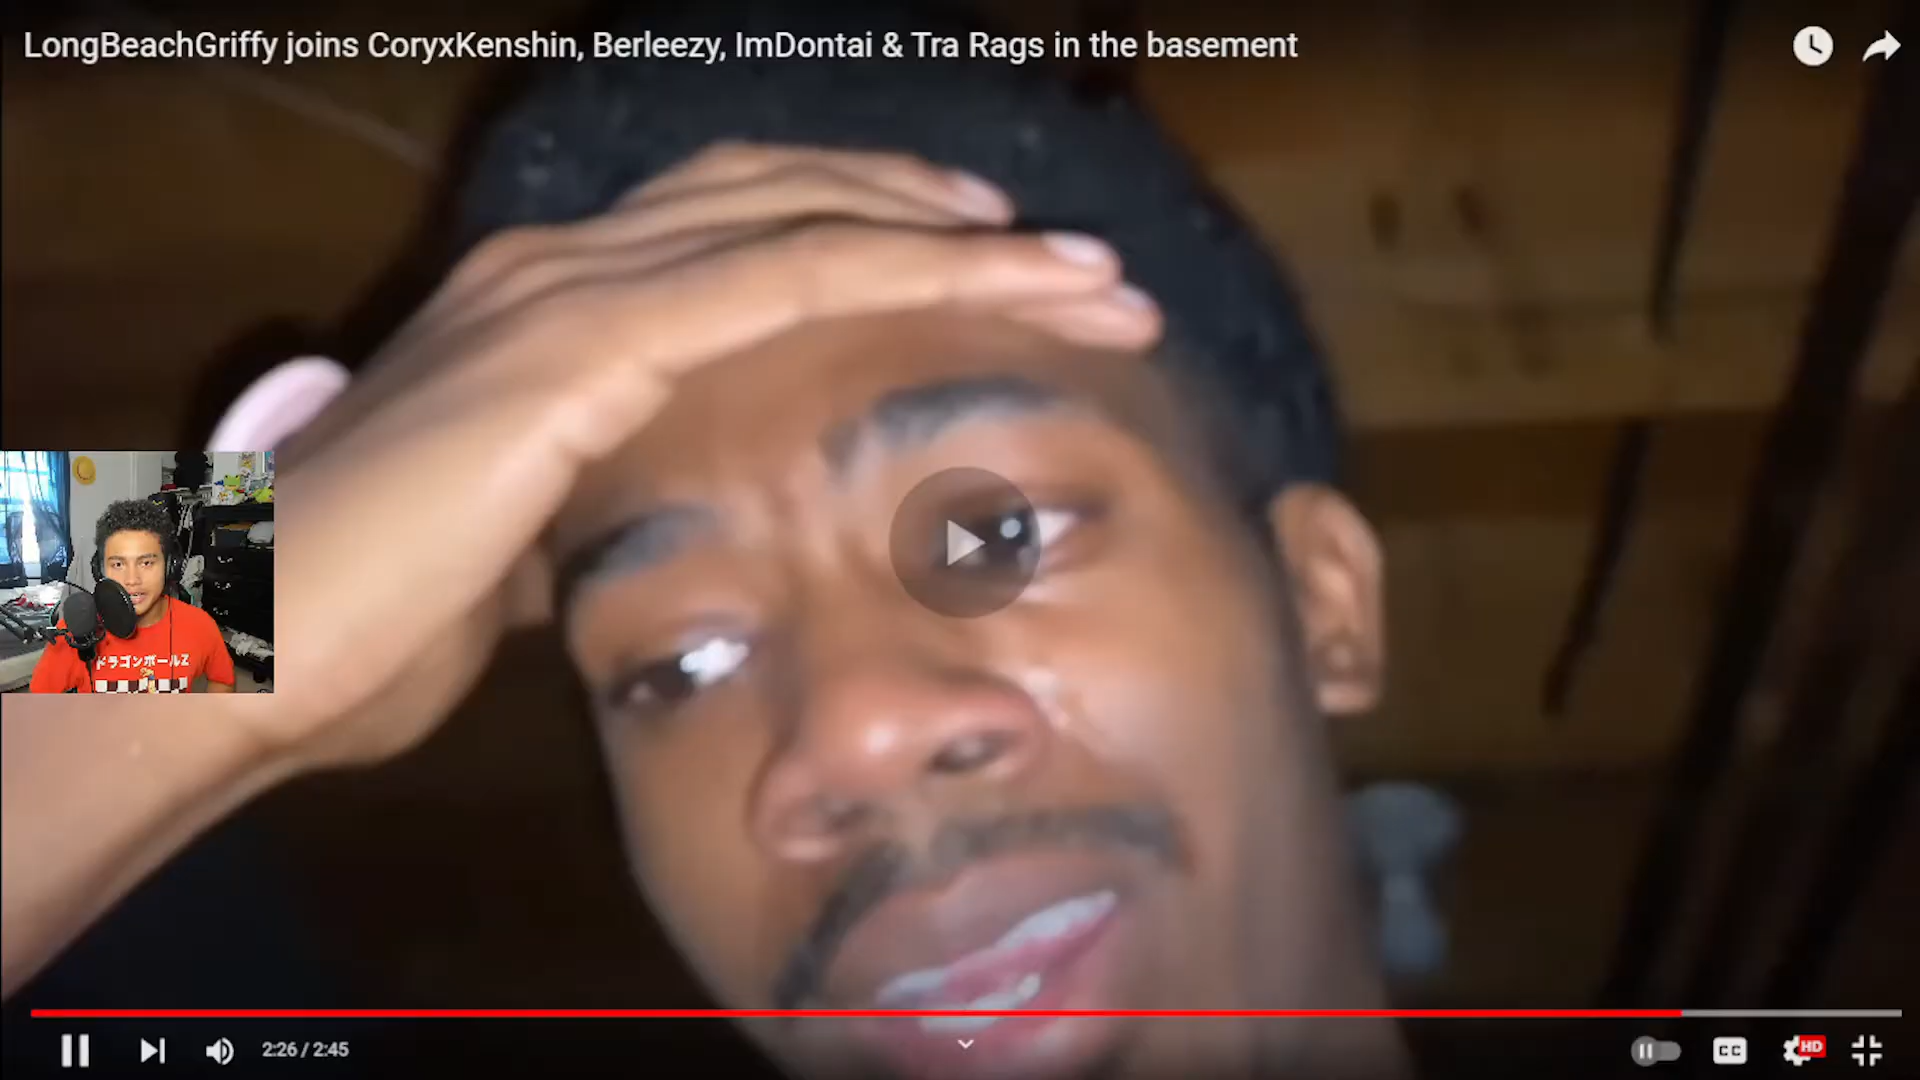 LongBeachGriffy joins CoryxKenshin, Berleezy, ImDontai & Tra Rags in the basement
ドラゴンボールZ
2:26 / 2:45
CC
HD